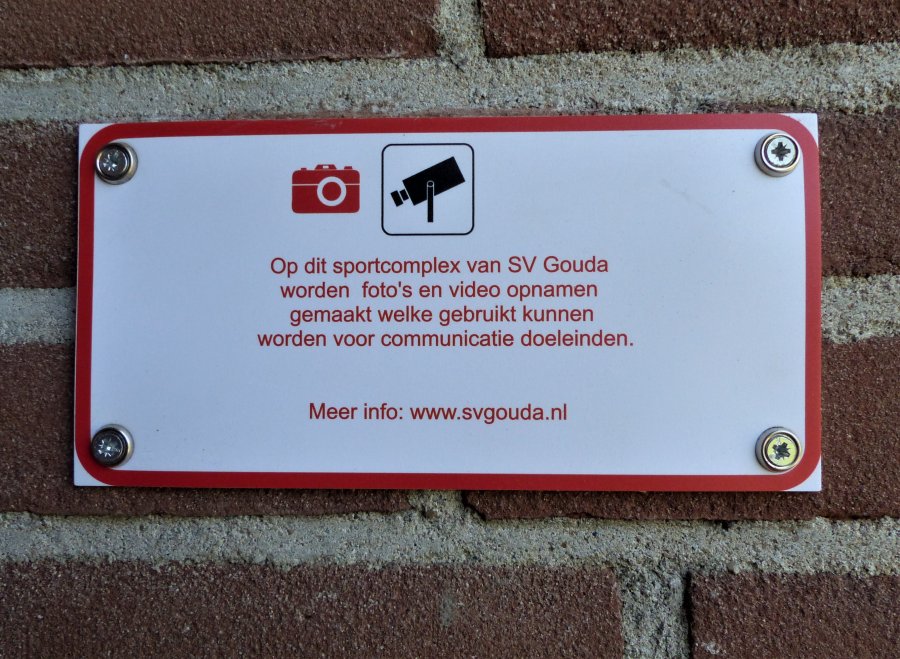 Op dit sportcomplex van SV Gouda
worden foto's en video opnamen
gemaakt welke gebruikt kunnen
worden voor communicatie doeleinden.
Meer info: www.svgouda.nl